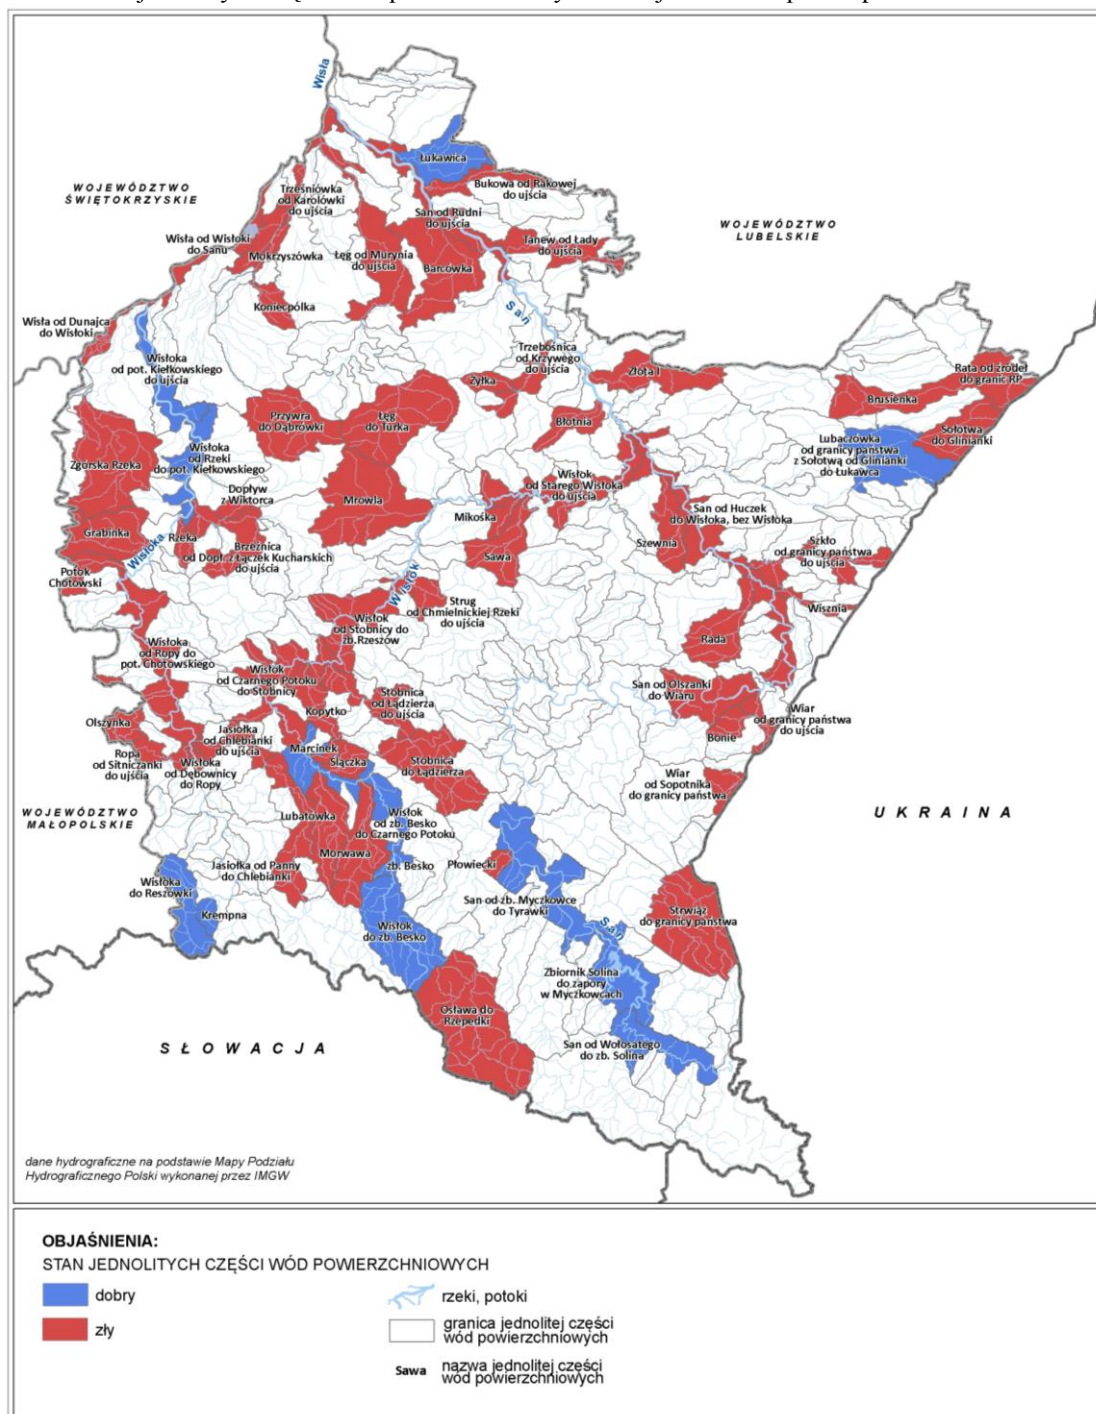 Wisła
WOJEWÓDZTWO
ŚWIĘTOKRZYSKIE
WOJEWÓDZTWO
LUBELSKIE
Łukawica
Bukowa od Rakowej
do ujścia
Trześniówka
od Karolówki
do ujścia
San od Rudni
do ujścia
Wisła od Wisłoki
do Sanu
Mokrzyszówka
Łęg od Murynia
do ujścia
Barcówka
Tanew od Łady
do ujścia
Koniecpólka
San
Wisła od Dunajca
do Wisłoki
Wisłoka
od pot. Kiełkowskiego
do ujścia
Trzebośnica
od Krzywego
do ujścia
Żyłka
Złota I
Rata od źródeł
do granic RP
Brusienka
Przywra
do Dąbrówki
Łęg
do Turka
Błotnia
Sołotwa
do Glinianki
Lubaczówka
od granicy państwa
z Sołotwą od Glinianki
do Łukawca
Zgórska Rzeka
Wisłoka
od Rzeki
do pot. Kiełkowskiego
Dopływ
z Wiktorca
Mrowla
Wisłok
od Starego Wisłoka
do ujścia
Mikośka
San od Huczek
do Wisłoka, bez Wisłoka
Szewnia
Grabinka
Rzeka
Brzeźnica
od Dopł. z Łączek Kucharskich
do ujścia
Sawa
Szkło
od granicy państwa
do ujścia
Potok
Chotowski
Wisłoka
Wisłok
Strug
od Chmielnickiej Rzeki
do ujścia
Wisznia
Wisłok
od Stobnicy do
zb.Rzeszów
Rada
Wisłoka
od Ropy do
pot. Chotowskiego
Wisłok
od Czarnego Potoku
do Stobnicy
Stobnica
od Łądzierza
do ujścia
San od Olszanki
do Wiaru
Kopytko
Wiar
od granicy państwa
do ujścia
Olszynka
Jasiołka
od Chlebianki
do ujścia
Bonie
Marcinek
Ślączka
Stobnica
do Łądzierza
Ropa
od Sitniczanki
do ujścia
Wisłoka
od Dębownicy
do Ropy
Wiar
od Sopotnika
do granicy państwa
WOJEWÓDZTWO
MAŁOPOLSKIE
UKRAINA
Lubatówka
Wisłok
od zb. Besko
do Czarnego Potoku
Morwawa
zb. Besko
Jasiołka od Panny
do Chlebianki
Płowiecki
Wisłoka
do Reszówki
San od zb. Myczkowce
do Tyrawki
Krempna
Strwiąż
do granicy państwa
San
Wisłok
do zb. Besko
Zbiornik Solina
do zapory
w Myczkowcach
Osława do
Rzepedki
SŁOWACJA
San od Wołosatego
do zb. Solina
dane hydrograficzne na podstawie Mapy Podziału
Hydrograficznego Polski wykonanej przez IMGW
OBJAŚNIENIA:
STAN JEDNOLITYCH CZĘŚCI WÓD POWIERZCHNIOWYCH
dobry
rzeki, potoki
zły
granica jednolitej części
wód powierzchniowych
Sawa
nazwa jednolitej części
wód powierzchniowych